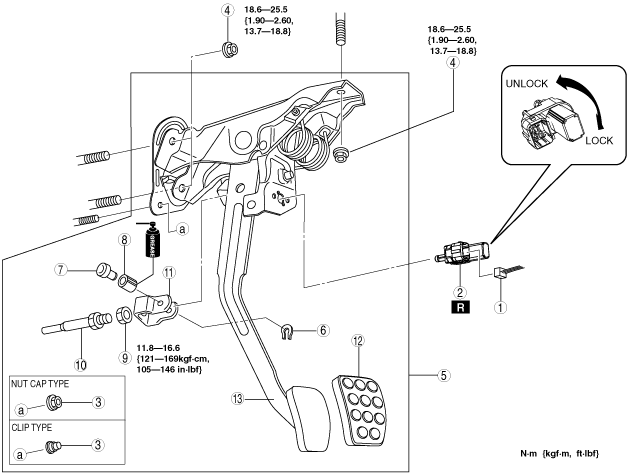 4
18.6—25.5
{1.90—2.60,
13.7—18.8}
18.6—25.5
{1.90—2.60,
13.7—18.8}
4
UNLOCK
LOCK
a
8
GREASE
7
11
2
R
1
6
12
10
9
11.8—16.6
{121—169kgf·cm,
105—146 in·lbf}
5
13
NUT CAP TYPE
a
3
CLIP TYPE
a
3
N·m {kgf·m, ft·lbf}